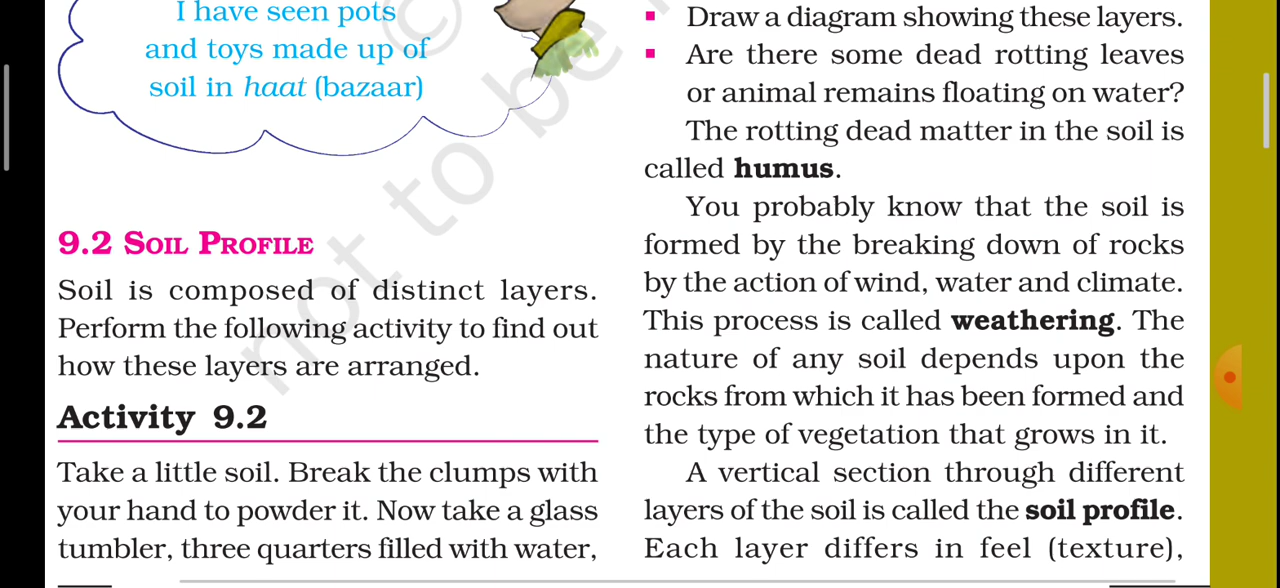 I have seen pots
and toys made up of
soil in haat (bazaar)
9.2 SOIL PROFILE
Soil is composed of distinct layers.
Perform the following activity to find out
how these layers are arranged.
Activity 9.2
Take a little soil. Break the clumps with
your hand to powder it. Now take a glass
tumbler, three quarters filled with water,
▪ Draw a diagram showing these layers.
▪ Are there some dead rotting leaves
or animal remains floating on water?
The rotting dead matter in the soil is
called humus.
You probably know that the soil is
formed by the breaking down of rocks
by the action of wind, water and climate.
This process is called weathering. The
nature of any soil depends upon the
rocks from which it has been formed and
the type of vegetation that grows in it.
A vertical section through different
layers of the soil is called the soil profile.
Each layer differs in feel (texture),
©
not to be